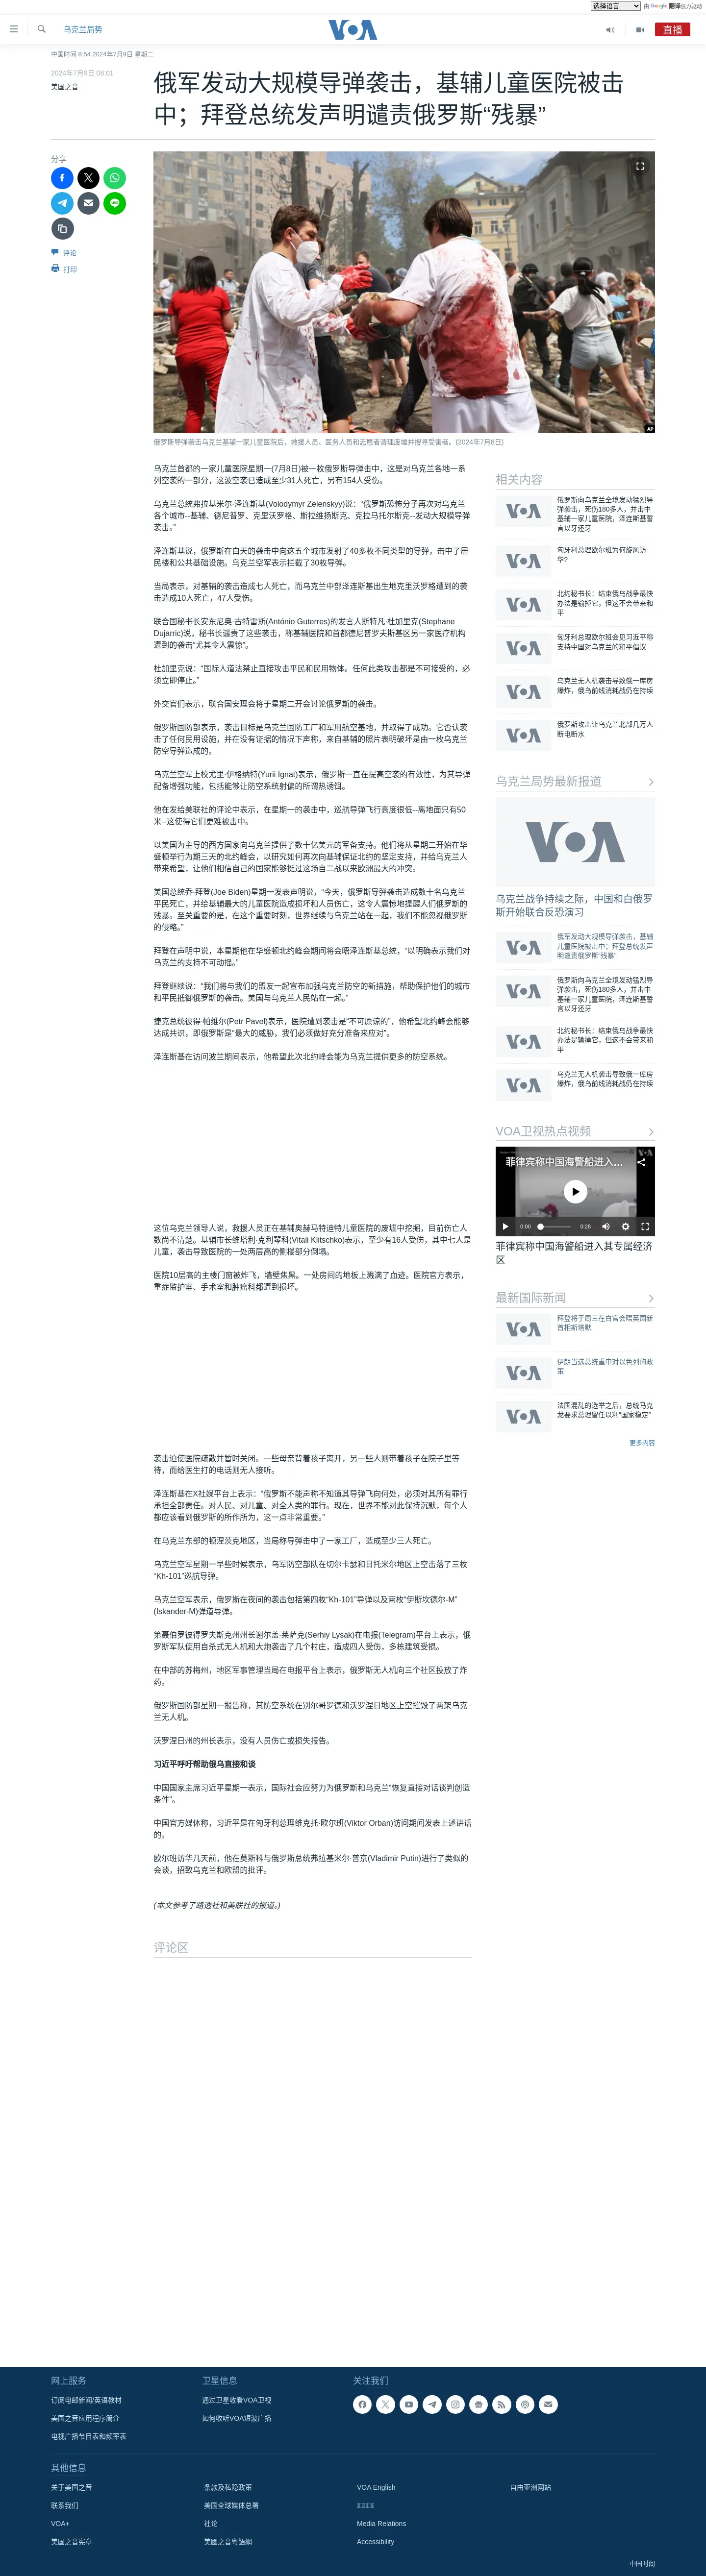 选择语言
由 Google 翻译强力驱动
乌克兰局势
VOA
直播
中国时间 8:54 2024年7月9日 星期二
2024年7月9日 08:01
美国之音
俄军发动大规模导弹袭击，基辅儿童医院被击
中；拜登总统发声明谴责俄罗斯“残暴”
分享
评论
打印
AP
俄罗斯导弹袭击乌克兰基辅一家儿童医院后，救援人员、医务人员和志愿者清理废墟并搜寻受害者。(2024年7月8日)
乌克兰首都的一家儿童医院星期一(7月8日)被一枚俄罗斯导弹击中，这是对乌克兰各地一系
列空袭的一部分，这波空袭已造成至少31人死亡，另有154人受伤。
乌克兰总统弗拉基米尔·泽连斯基(Volodymyr Zelenskyy)说：“俄罗斯恐怖分子再次对乌克兰
各个城市--基辅、德尼普罗、克里沃罗格、斯拉维扬斯克、克拉马托尔斯克--发动大规模导弹
袭击。”
泽连斯基说，俄罗斯在白天的袭击中向这五个城市发射了40多枚不同类型的导弹，击中了居
民楼和公共基础设施。乌克兰空军表示拦截了30枚导弹。
当局表示，对基辅的袭击造成七人死亡，而乌克兰中部泽连斯基出生地克里沃罗格遭到的袭
击造成10人死亡，47人受伤。
联合国秘书长安东尼奥·古特雷斯(António Guterres)的发言人斯特凡·杜加里克(Stephane
Dujarric)说，秘书长谴责了这些袭击，称基辅医院和首都德尼普罗夫斯基区另一家医疗机构
遭到的袭击“尤其令人震惊”。
杜加里克说：“国际人道法禁止直接攻击平民和民用物体。任何此类攻击都是不可接受的，必
须立即停止。”
外交官们表示，联合国安理会将于星期二开会讨论俄罗斯的袭击。
俄罗斯国防部表示，袭击目标是乌克兰国防工厂和军用航空基地，并取得了成功。它否认袭
击了任何民用设施，并在没有证据的情况下声称，来自基辅的照片表明破坏是由一枚乌克兰
防空导弹造成的。
乌克兰空军上校尤里·伊格纳特(Yurii Ignat)表示，俄罗斯一直在提高空袭的有效性，为其导弹
配备增强功能，包括能够让防空系统射偏的所谓热诱饵。
他在发给美联社的评论中表示，在星期一的袭击中，巡航导弹飞行高度很低--离地面只有50
米--这使得它们更难被击中。
以美国为主导的西方国家向乌克兰提供了数十亿美元的军备支持。他们将从星期二开始在华
盛顿举行为期三天的北约峰会，以研究如何再次向基辅保证北约的坚定支持，并给乌克兰人
带来希望，让他们相信自己的国家能够挺过这场自二战以来欧洲最大的冲突。
美国总统乔·拜登(Joe Biden)星期一发表声明说，“今天，俄罗斯导弹袭击造成数十名乌克兰
平民死亡，并给基辅最大的儿童医院造成损坏和人员伤亡，这令人震惊地提醒人们俄罗斯的
残暴。至关重要的是，在这个重要时刻，世界继续与乌克兰站在一起，我们不能忽视俄罗斯
的侵略。”
拜登在声明中说，本星期他在华盛顿北约峰会期间将会晤泽连斯基总统，“以明确表示我们对
乌克兰的支持不可动摇。”
拜登继续说：“我们将与我们的盟友一起宣布加强乌克兰防空的新措施，帮助保护他们的城市
和平民抵御俄罗斯的袭击。美国与乌克兰人民站在一起。”
捷克总统彼得·帕维尔(Petr Pavel)表示，医院遭到袭击是“不可原谅的”，他希望北约峰会能够
达成共识，即俄罗斯是“最大的威胁，我们必须做好充分准备来应对”。
泽连斯基在访问波兰期间表示，他希望此次北约峰会能为乌克兰提供更多的防空系统。
这位乌克兰领导人说，救援人员正在基辅奥赫马特迪特儿童医院的废墟中挖掘，目前伤亡人
数尚不清楚。基辅市长维塔利·克利琴科(Vitali Klitschko)表示，至少有16人受伤，其中七人是
儿童，袭击导致医院的一处两层高的侧楼部分倒塌。
医院10层高的主楼门窗被炸飞，墙壁焦黑。一处房间的地板上溅满了血迹。医院官方表示，
重症监护室、手术室和肿瘤科都遭到损坏。
袭击迫使医院疏散并暂时关闭。一些母亲背着孩子离开，另一些人则带着孩子在院子里等
待，而给医生打的电话则无人接听。
泽连斯基在X社媒平台上表示：“俄罗斯不能声称不知道其导弹飞向何处，必须对其所有罪行
承担全部责任。对人民、对儿童、对全人类的罪行。现在，世界不能对此保持沉默，每个人
都应该看到俄罗斯的所作所为，这一点非常重要。”
在乌克兰东部的顿涅茨克地区，当局称导弹击中了一家工厂，造成至少三人死亡。
乌克兰空军星期一早些时候表示，乌军防空部队在切尔卡瑟和日托米尔地区上空击落了三枚
“Kh-101”巡航导弹。
乌克兰空军表示，俄罗斯在夜间的袭击包括第四枚“Kh-101”导弹以及两枚“伊斯坎德尔-M”
(Iskander-M)弹道导弹。
第聂伯罗彼得罗夫斯克州州长谢尔盖·莱萨克(Serhiy Lysak)在电报(Telegram)平台上表示，俄
罗斯军队使用自杀式无人机和大炮袭击了几个村庄，造成四人受伤，多栋建筑受损。
在中部的苏梅州，地区军事管理当局在电报平台上表示，俄罗斯无人机向三个社区投放了炸
药。
俄罗斯国防部星期一报告称，其防空系统在别尔哥罗德和沃罗涅日地区上空摧毁了两架乌克
兰无人机。
沃罗涅日州的州长表示，没有人员伤亡或损失报告。
习近平呼吁帮助俄乌直接和谈
中国国家主席习近平星期一表示，国际社会应努力为俄罗斯和乌克兰“恢复直接对话谈判创造
条件”。
中国官方媒体称，习近平是在匈牙利总理维克托·欧尔班(Viktor Orban)访问期间发表上述讲话
的。
欧尔班访华几天前，他在莫斯科与俄罗斯总统弗拉基米尔·普京(Vladimir Putin)进行了类似的
会谈，招致乌克兰和欧盟的批评。
(本文参考了路透社和美联社的报道。)
评论区
相关内容
俄罗斯向乌克兰全境发动猛烈导
弹袭击，死伤180多人，并击中
基辅一家儿童医院，泽连斯基誓
言以牙还牙
匈牙利总理欧尔班为何旋风访
华?
北约秘书长：结束俄乌战争最快
办法是输掉它，但这不会带来和
平
匈牙利总理欧尔班会见习近平称
支持中国对乌克兰的和平倡议
乌克兰无人机袭击导致俄一库房
爆炸，俄乌前线消耗战仍在持续
俄罗斯攻击让乌克兰北部几万人
断电断水
乌克兰局势最新报道
VOA
乌克兰战争持续之际，中国和白俄罗
斯开始联合反恐演习
俄军发动大规模导弹袭击，基辅
儿童医院被击中；拜登总统发声
明谴责俄罗斯“残暴”
俄罗斯向乌克兰全境发动猛烈导
弹袭击，死伤180多人，并击中
基辅一家儿童医院，泽连斯基誓
言以牙还牙
北约秘书长：结束俄乌战争最快
办法是输掉它，但这不会带来和
平
乌克兰无人机袭击导致俄一库房
爆炸，俄乌前线消耗战仍在持续
VOA卫视热点视频
菲律宾称中国海警船进入...
0:00
0:28
菲律宾称中国海警船进入其专属经济
区
最新国际新闻
拜登将于周三在白宫会晤英国新
首相斯塔默
伊朗当选总统重申对以色列的政
策
法国混乱的选举之后，总统马克
龙要求总理留任以利“国家稳定”
更多内容
网上服务
订阅电邮新闻/英语教材
美国之音应用程序简介
电视广播节目表和频率表
卫星信息
通过卫星收看VOA卫视
如何收听VOA短波广播
关注我们
其他信息
关于美国之音
联系我们
VOA+
美国之音宪章
条款及私隐政策
美国全球媒体总署
社论
美國之音粵語網
VOA English
Media Relations
Accessibility
自由亚洲网站
中国时间